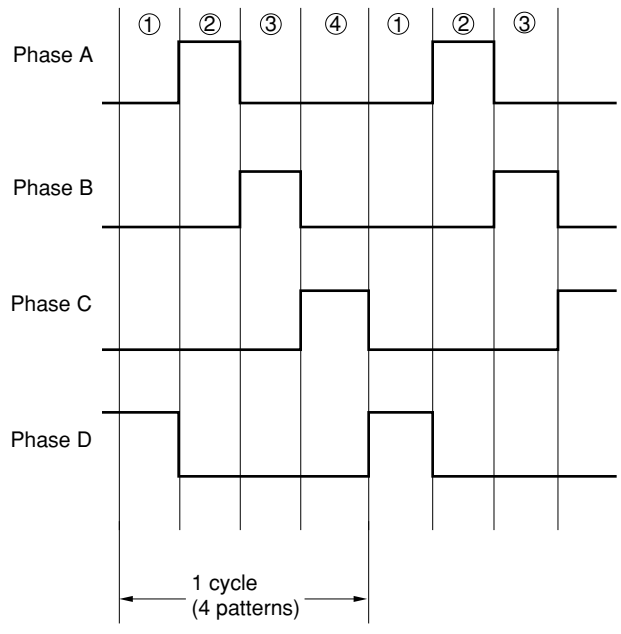 ① ② ③ ④ ① ② ③
Phase A
Phase B
Phase C
Phase D
1 cycle
(4 patterns)